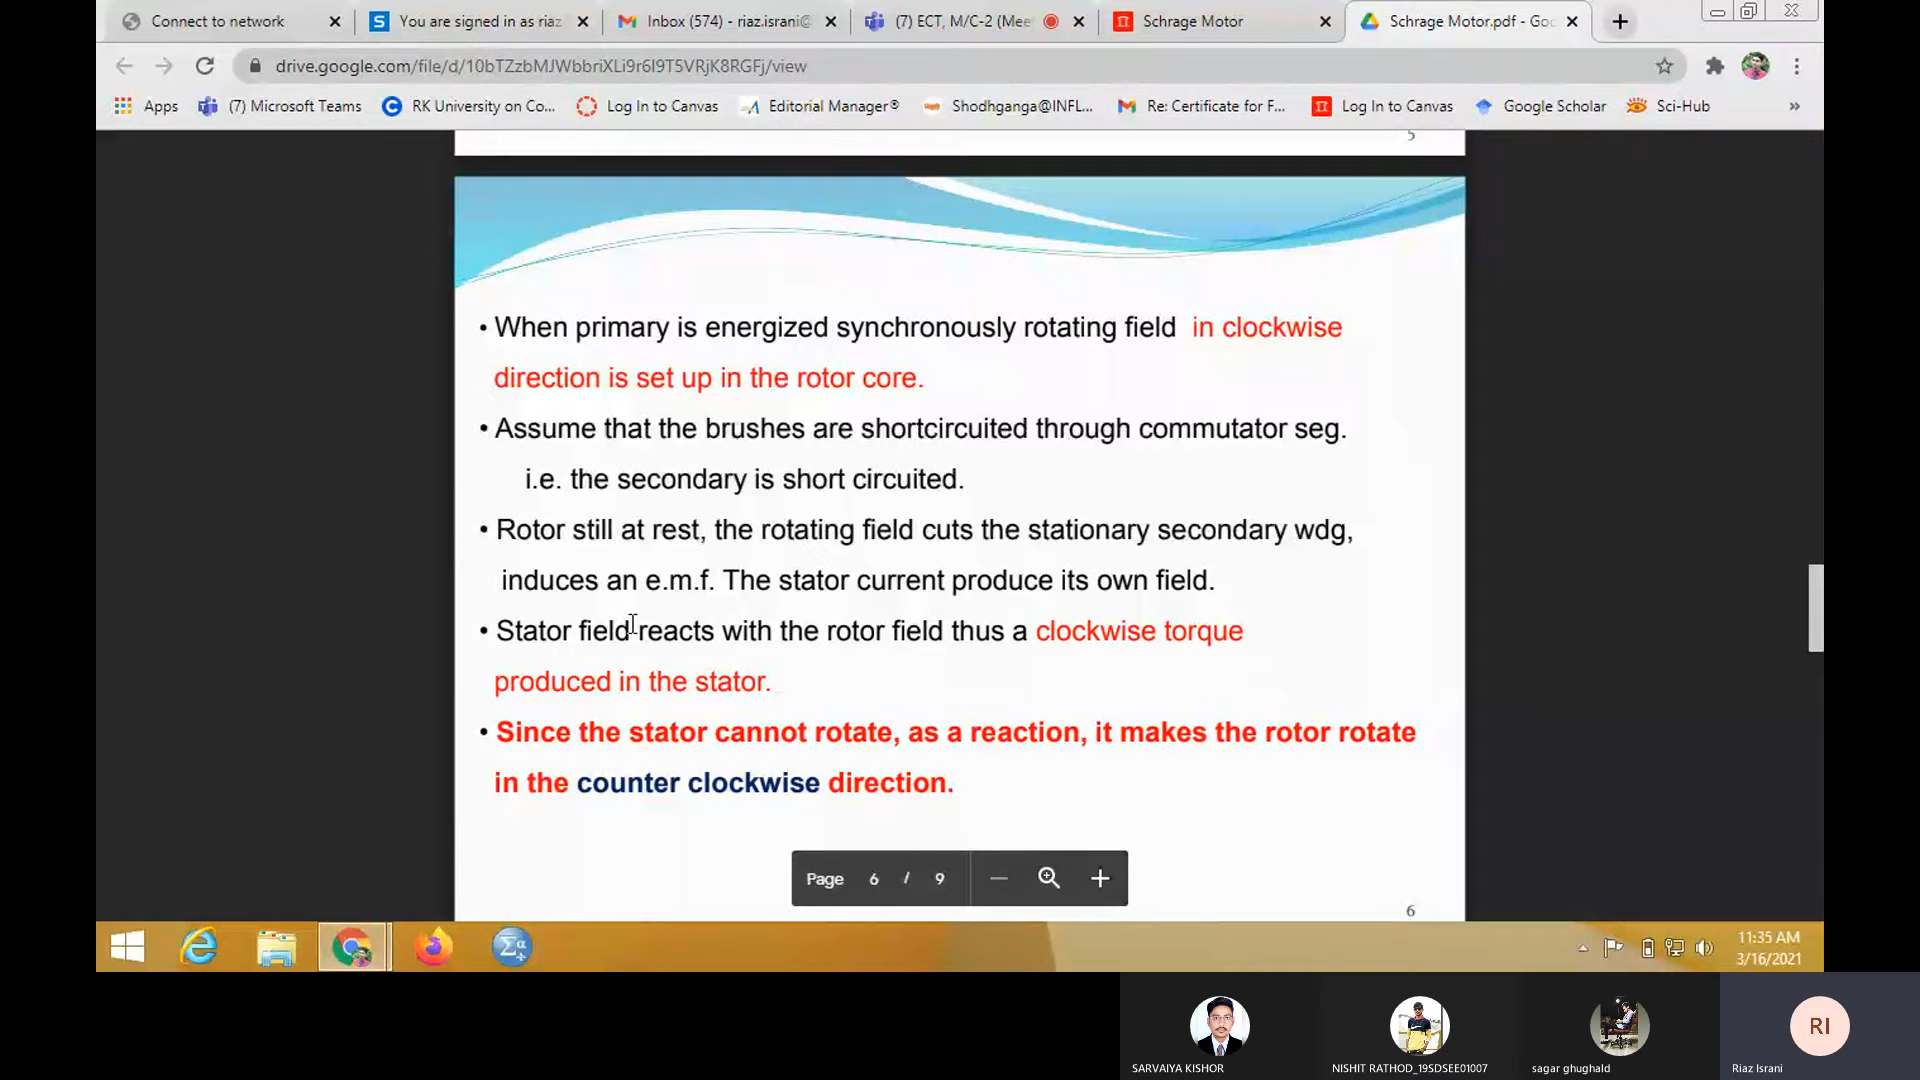 Connect to network
You are signed in as riaz
Inbox (574) - riaz.israni@
(7) ECT, M/C-2 (Mee
Schrage Motor
Schrage Motor.pdf - Goo
drive.google.com/file/d/10bTZzbMJWbbriXLi9r6I9T5VRjK8RGFj/view
Apps
(7) Microsoft Teams
RK University on Co...
Log In to Canvas
Editorial Manager®
Shodhganga@INFL...
Re: Certificate for F...
Log In to Canvas
Google Scholar
Sci-Hub
»
5
• When primary is energized synchronously rotating field in clockwise
direction is set up in the rotor core.
• Assume that the brushes are shortcircuited through commutator seg.
i.e. the secondary is short circuited.
• Rotor still at rest, the rotating field cuts the stationary secondary wdg,
induces an e.m.f. The stator current produce its own field.
• Stator field reacts with the rotor field thus a clockwise torque
produced in the stator.
• Since the stator cannot rotate, as a reaction, it makes the rotor rotate
in the counter clockwise direction.
Page 6 / 9
6
11:35 AM
3/16/2021
RI
SARVAIYA KISHOR
NISHIT RATHOD_19SDSEE01007
sagar ghughald
Riaz Israni